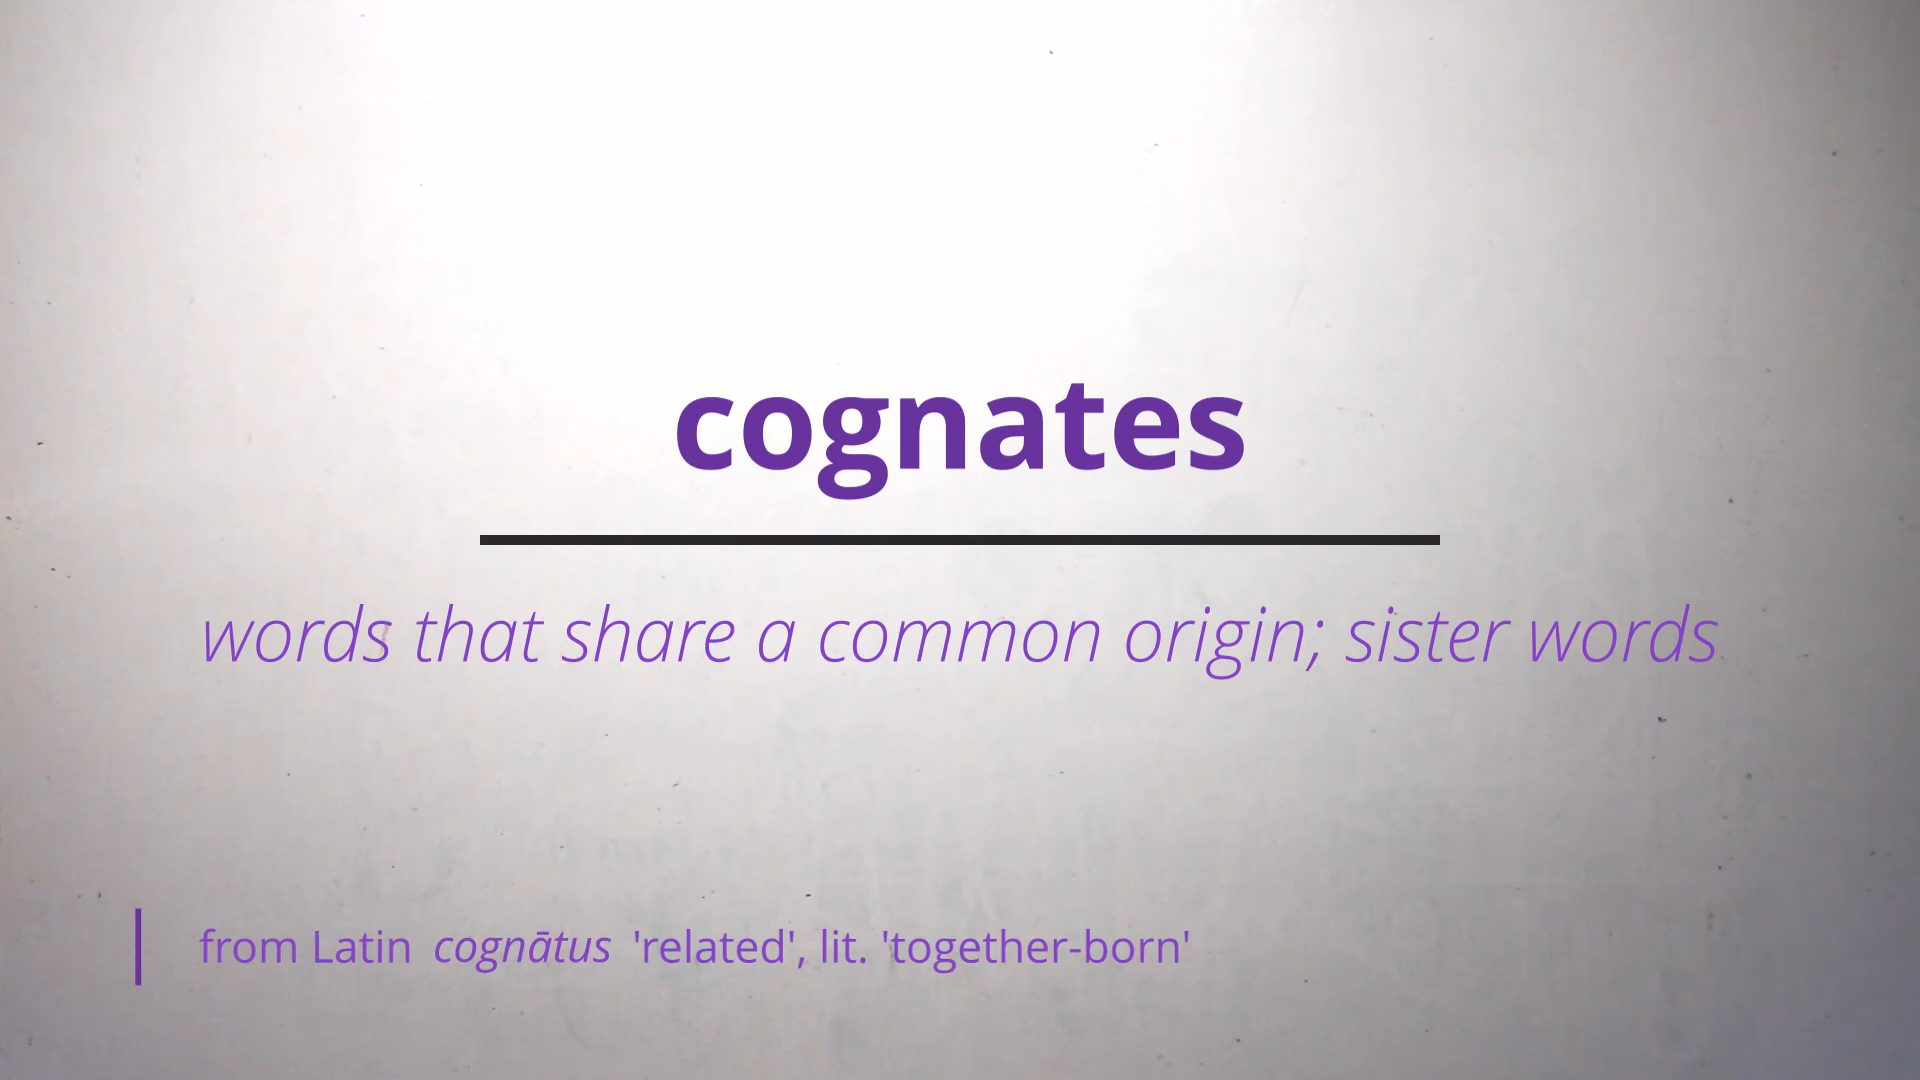 cognates
words that share a common origin; sister words
from Latin cognātus 'related', lit. 'together-born'